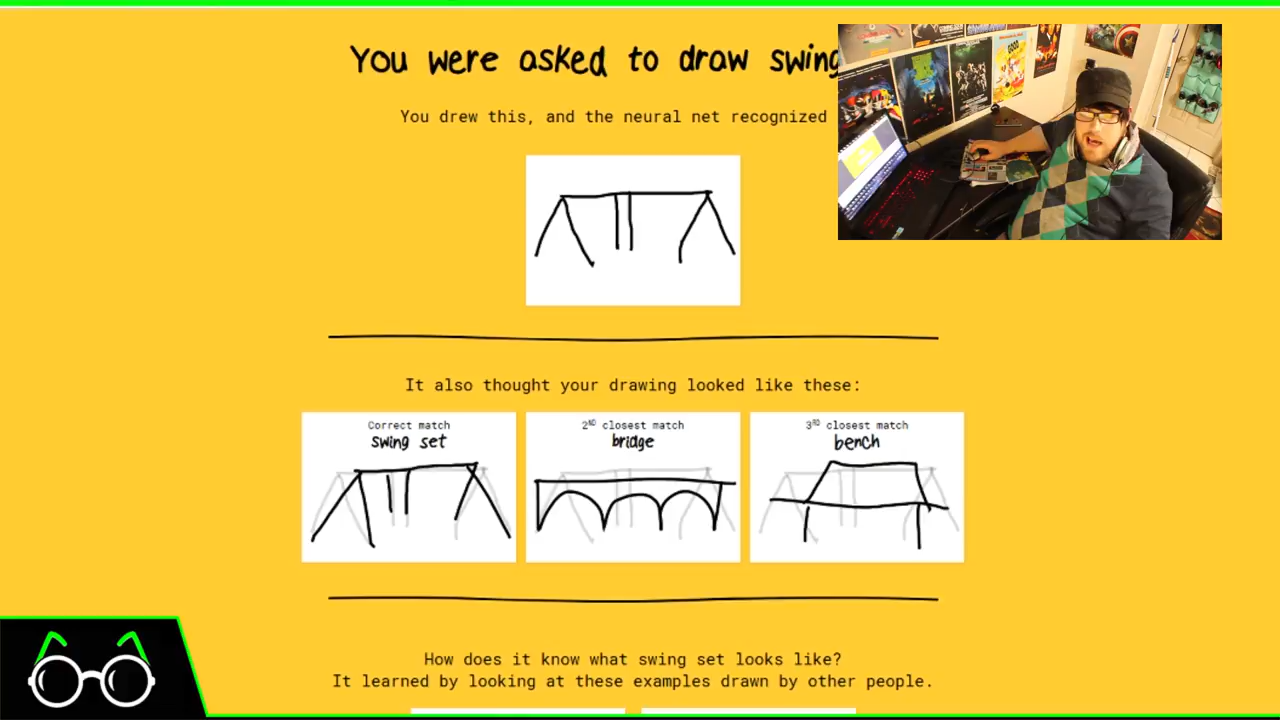 You were asked to draw swing
You drew this, and the neural net recognized
It also thought your drawing looked like these:
Correct match
swing set
2ND closest match
bridge
3RD closest match
bench
How does it know what swing set looks like?
It learned by looking at these examples drawn by other people.